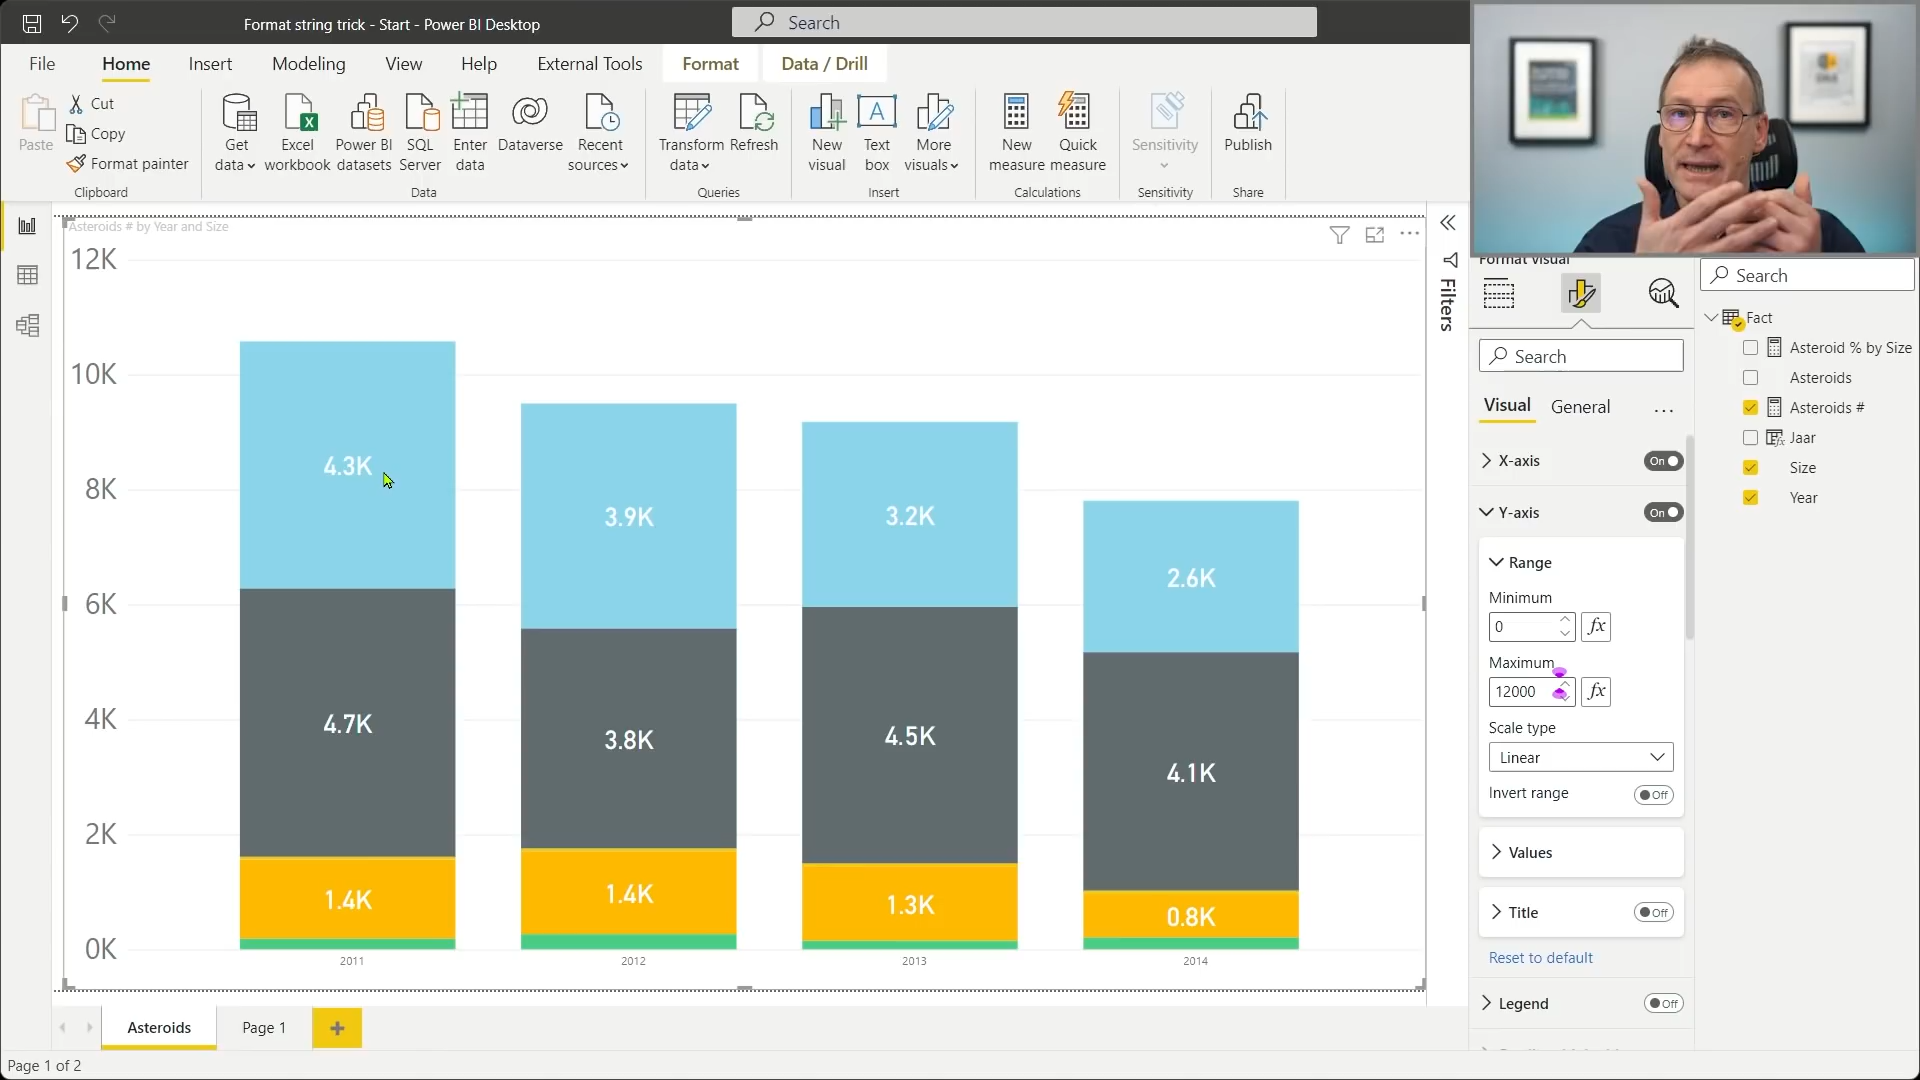 Format string trick - Start - Power BI Desktop
Search
File Home Insert Modeling View Help External Tools Format Data / Drill
Paste
Cut
Copy
Format painter
Clipboard
Get data
Excel workbook
Power BI datasets
SQL Server
Enter data
Dataverse
Recent sources
Data
Transform data
Refresh
Queries
New visual
Text box
More visuals
Insert
New measure
Quick measure
Calculations
Sensitivity
Sensitivity
Publish
Share
Asteroids # by Year and Size
12K
10K
8K
6K
4K
2K
0K
4.3K
4.7K
1.4K
3.9K
3.8K
1.4K
3.2K
4.5K
1.3K
2.6K
4.1K
0.8K
2011
2012
2013
2014
Filters
Format visual
Search
Visual General
X-axis On
Y-axis On
Range
Minimum
0 fx
Maximum
12000 fx
Scale type
Linear
Invert range Off
Values
Title Off
Reset to default
Legend Off
Search
Fact
Asteroid % by Size
Asteroids
Asteroids #
Jaar
Size
Year
Asteroids
Page 1
+
Page 1 of 2